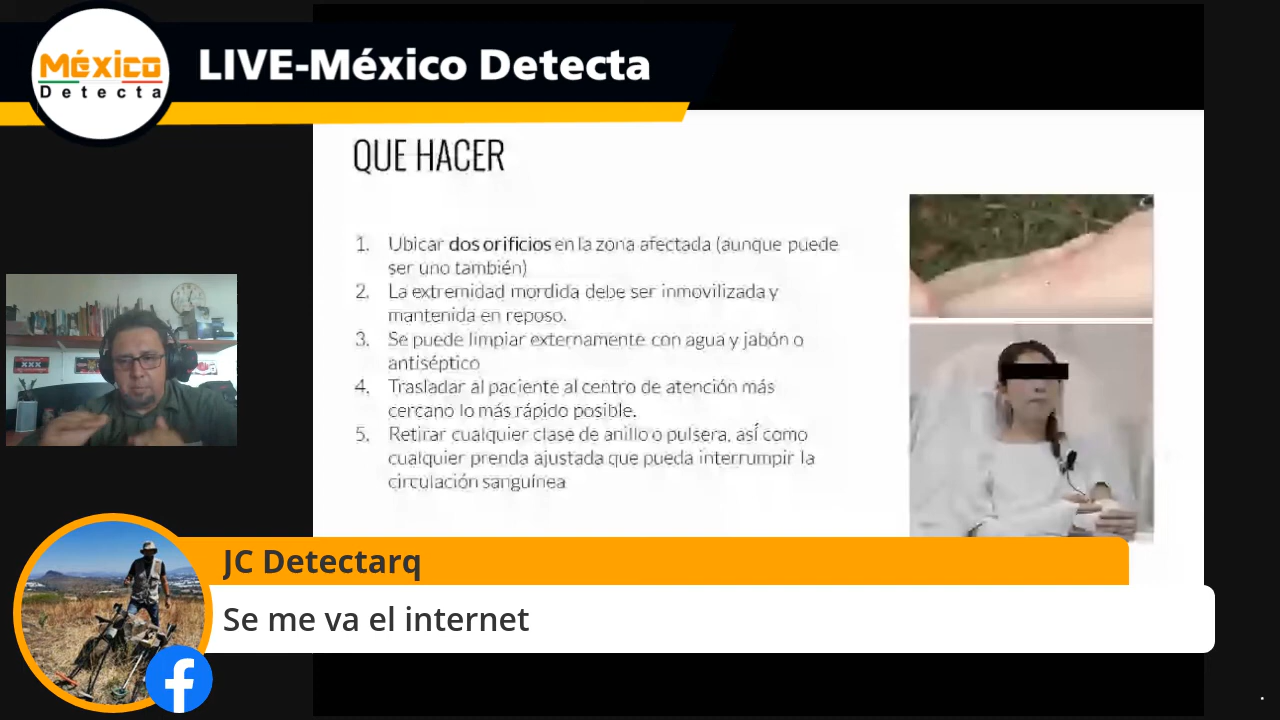 México
Detecta
LIVE-México Detecta
QUE HACER
1. Ubicar dos orificios en la zona afectada (aunque puede
ser uno también)
2. La extremidad mordida debe ser inmovilizada y
mantenida en reposo.
3. Se puede limpiar externamente con agua y jabón o
antiséptico
4. Trasladar al paciente al centro de atención más
cercano lo más rápido posible.
5. Retirar cualquier clase de anillo o pulsera, así como
cualquier prenda ajustada que pueda interrumpir la
circulación sanguínea
XXX
JC Detectarq
Se me va el internet